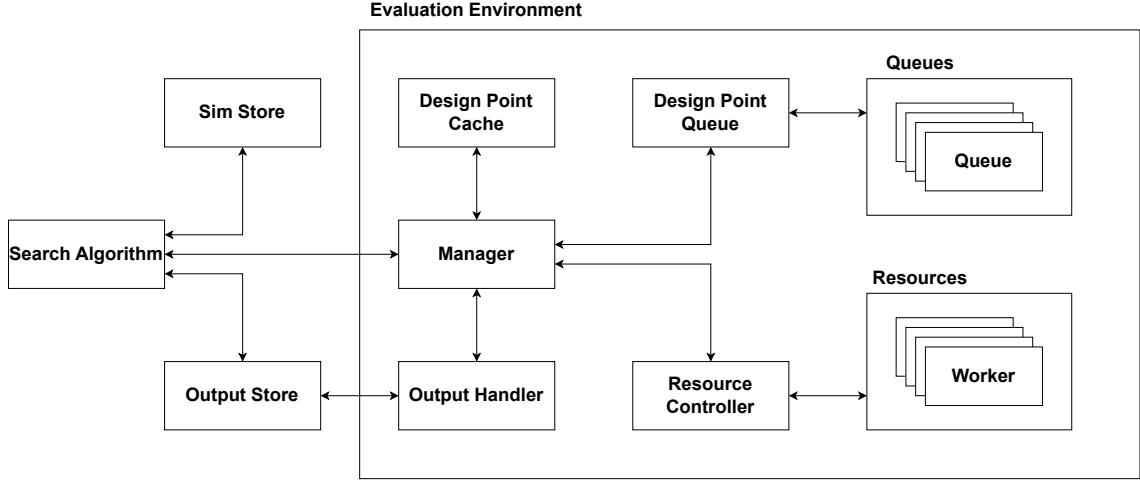 Evaluation Environment
Queues
Sim Store
Design Point
Cache
Design Point
Queue
Queue
Search Algorithm
Manager
Resources
Output Store
Output Handler
Resource
Controller
Worker